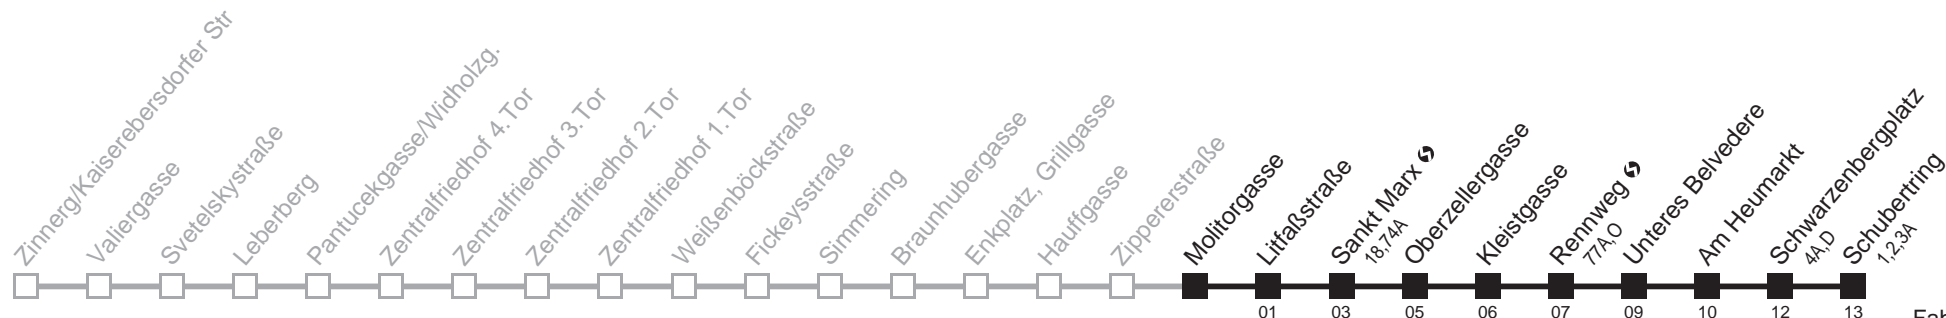 Zinnerg/Kaiserebersdorfer Str
Valiergasse
Svetelskystraße
Leberberg
Pantucekgasse/Widholzg.
Zentralfriedhof 4.Tor
Zentralfriedhof 3.Tor
Zentralfriedhof 2.Tor
Zentralfriedhof 1.Tor
Weißenböckstraße
Fickeysstraße
Simmering
Braunhubergasse
Enkplatz, Grillgasse
Hauffgasse
Zippererstraße
Molitorgasse
Litfaßstraße
Sankt Marx
18,74A
Oberzellergasse
Kleistgasse
Rennweg
77A,O
Unteres Belvedere
Am Heumarkt
Schwarzenbergplatz
4A,D
Schubertring
1,2,3A
01 03 05 06 07 09 10 12 13